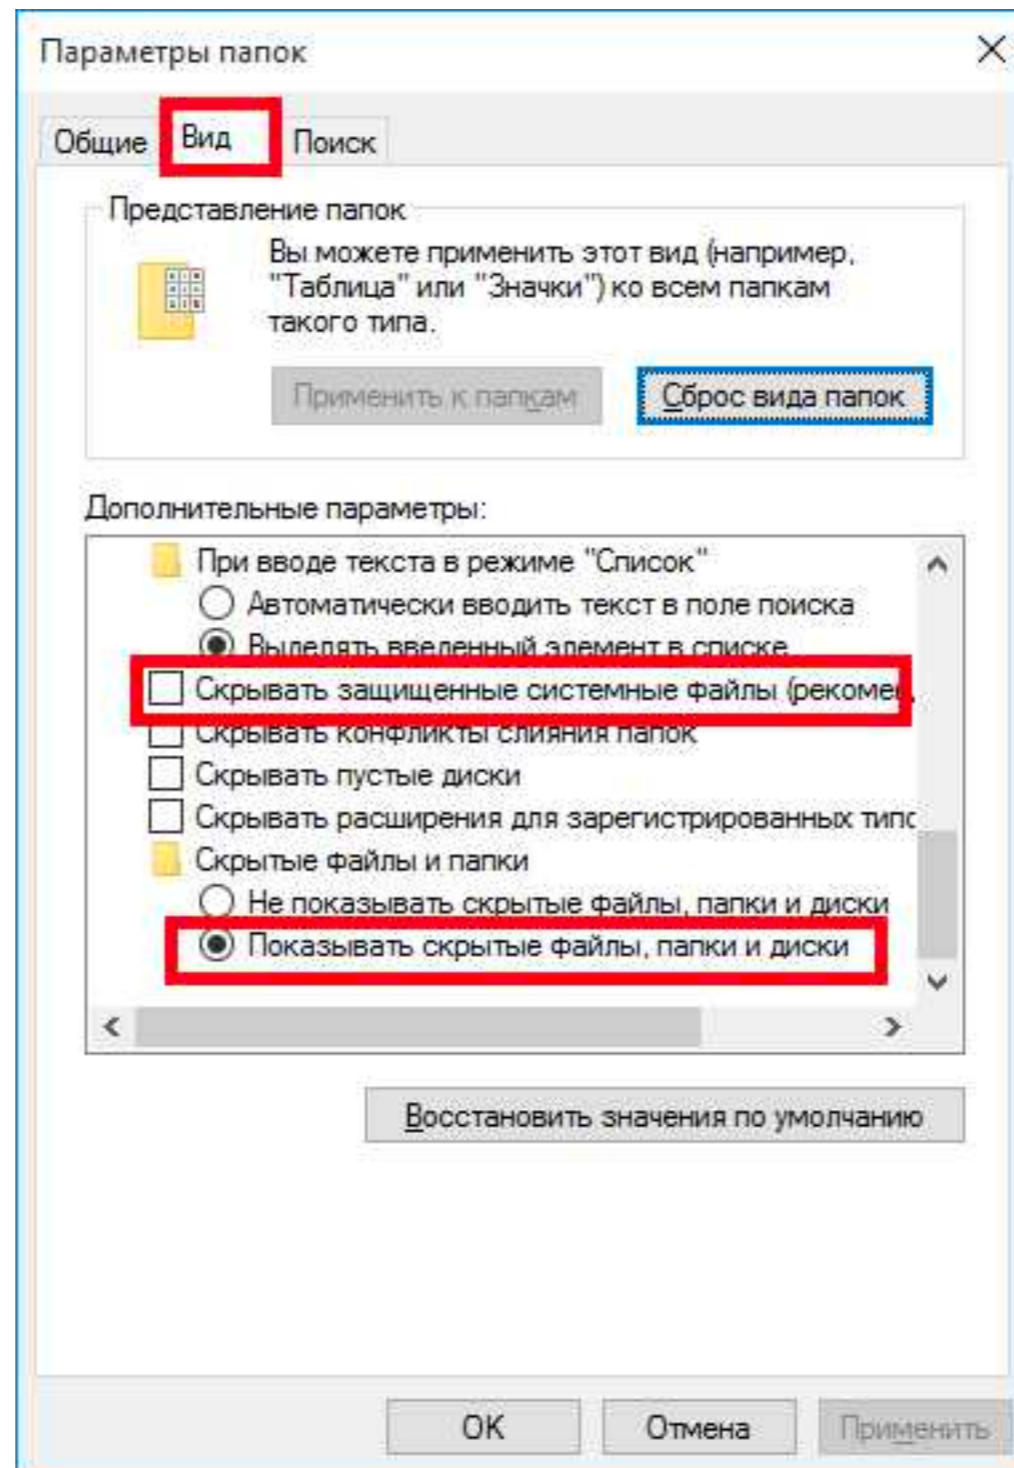 Параметры папок
Общие Вид Поиск
Представление папок
Вы можете применить этот вид (например,
"Таблица" или "Значки") ко всем папкам
такого типа.
Применить к папкам Сброс вида папок
Дополнительные параметры:
При вводе текста в режиме "Список"
Автоматически вводить текст в поле поиска
Выделять введенный элемент в списке
Скрывать защищенные системные файлы (рекомен
Скрывать конфликты слияния папок
Скрывать пустые диски
Скрывать расширения для зарегистрированных типо
Скрытые файлы и папки
Не показывать скрытые файлы, папки и диски
Показывать скрытые файлы, папки и диски
Восстановить значения по умолчанию
ОК Отмена Применить